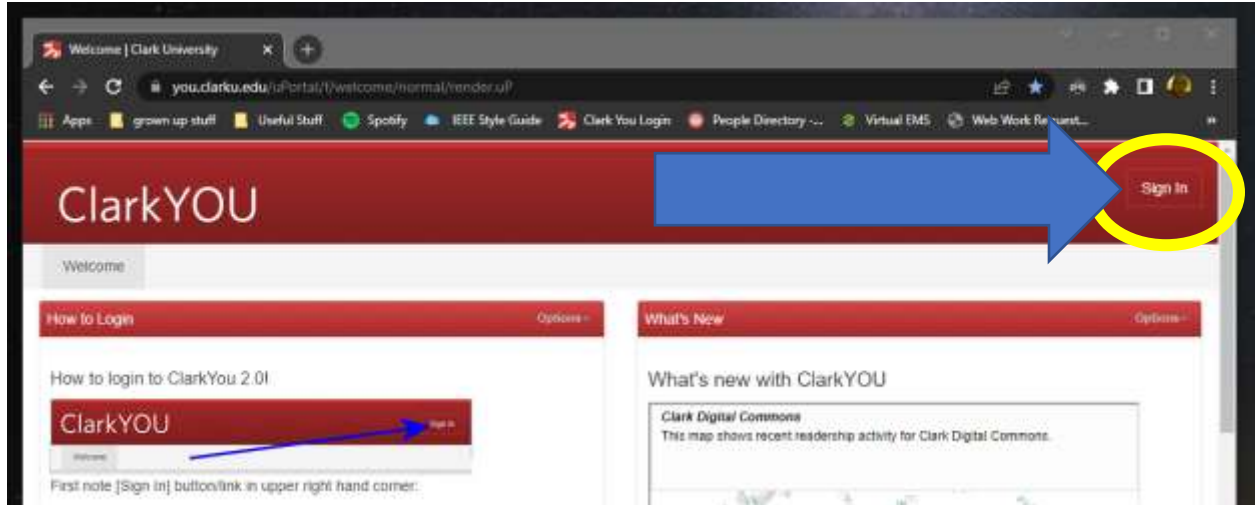 Welcome | Clark University
you.clarku.edu/uPortal/f/welcome/normal/render.uP
Apps grown up stuff Useful Stuff Spotify IEEE Style Guide Clark You Login People Directory -... Virtual EMS Web Work Request...
ClarkYOU
Sign In
Welcome
How to Login Options
What's New Options
How to login to ClarkYou 2.0!
ClarkYOU Sign In
Welcome
First note [Sign In] button/link in upper right hand corner:
What's new with ClarkYOU
Clark Digital Commons
This map shows recent readership activity for Clark Digital Commons.